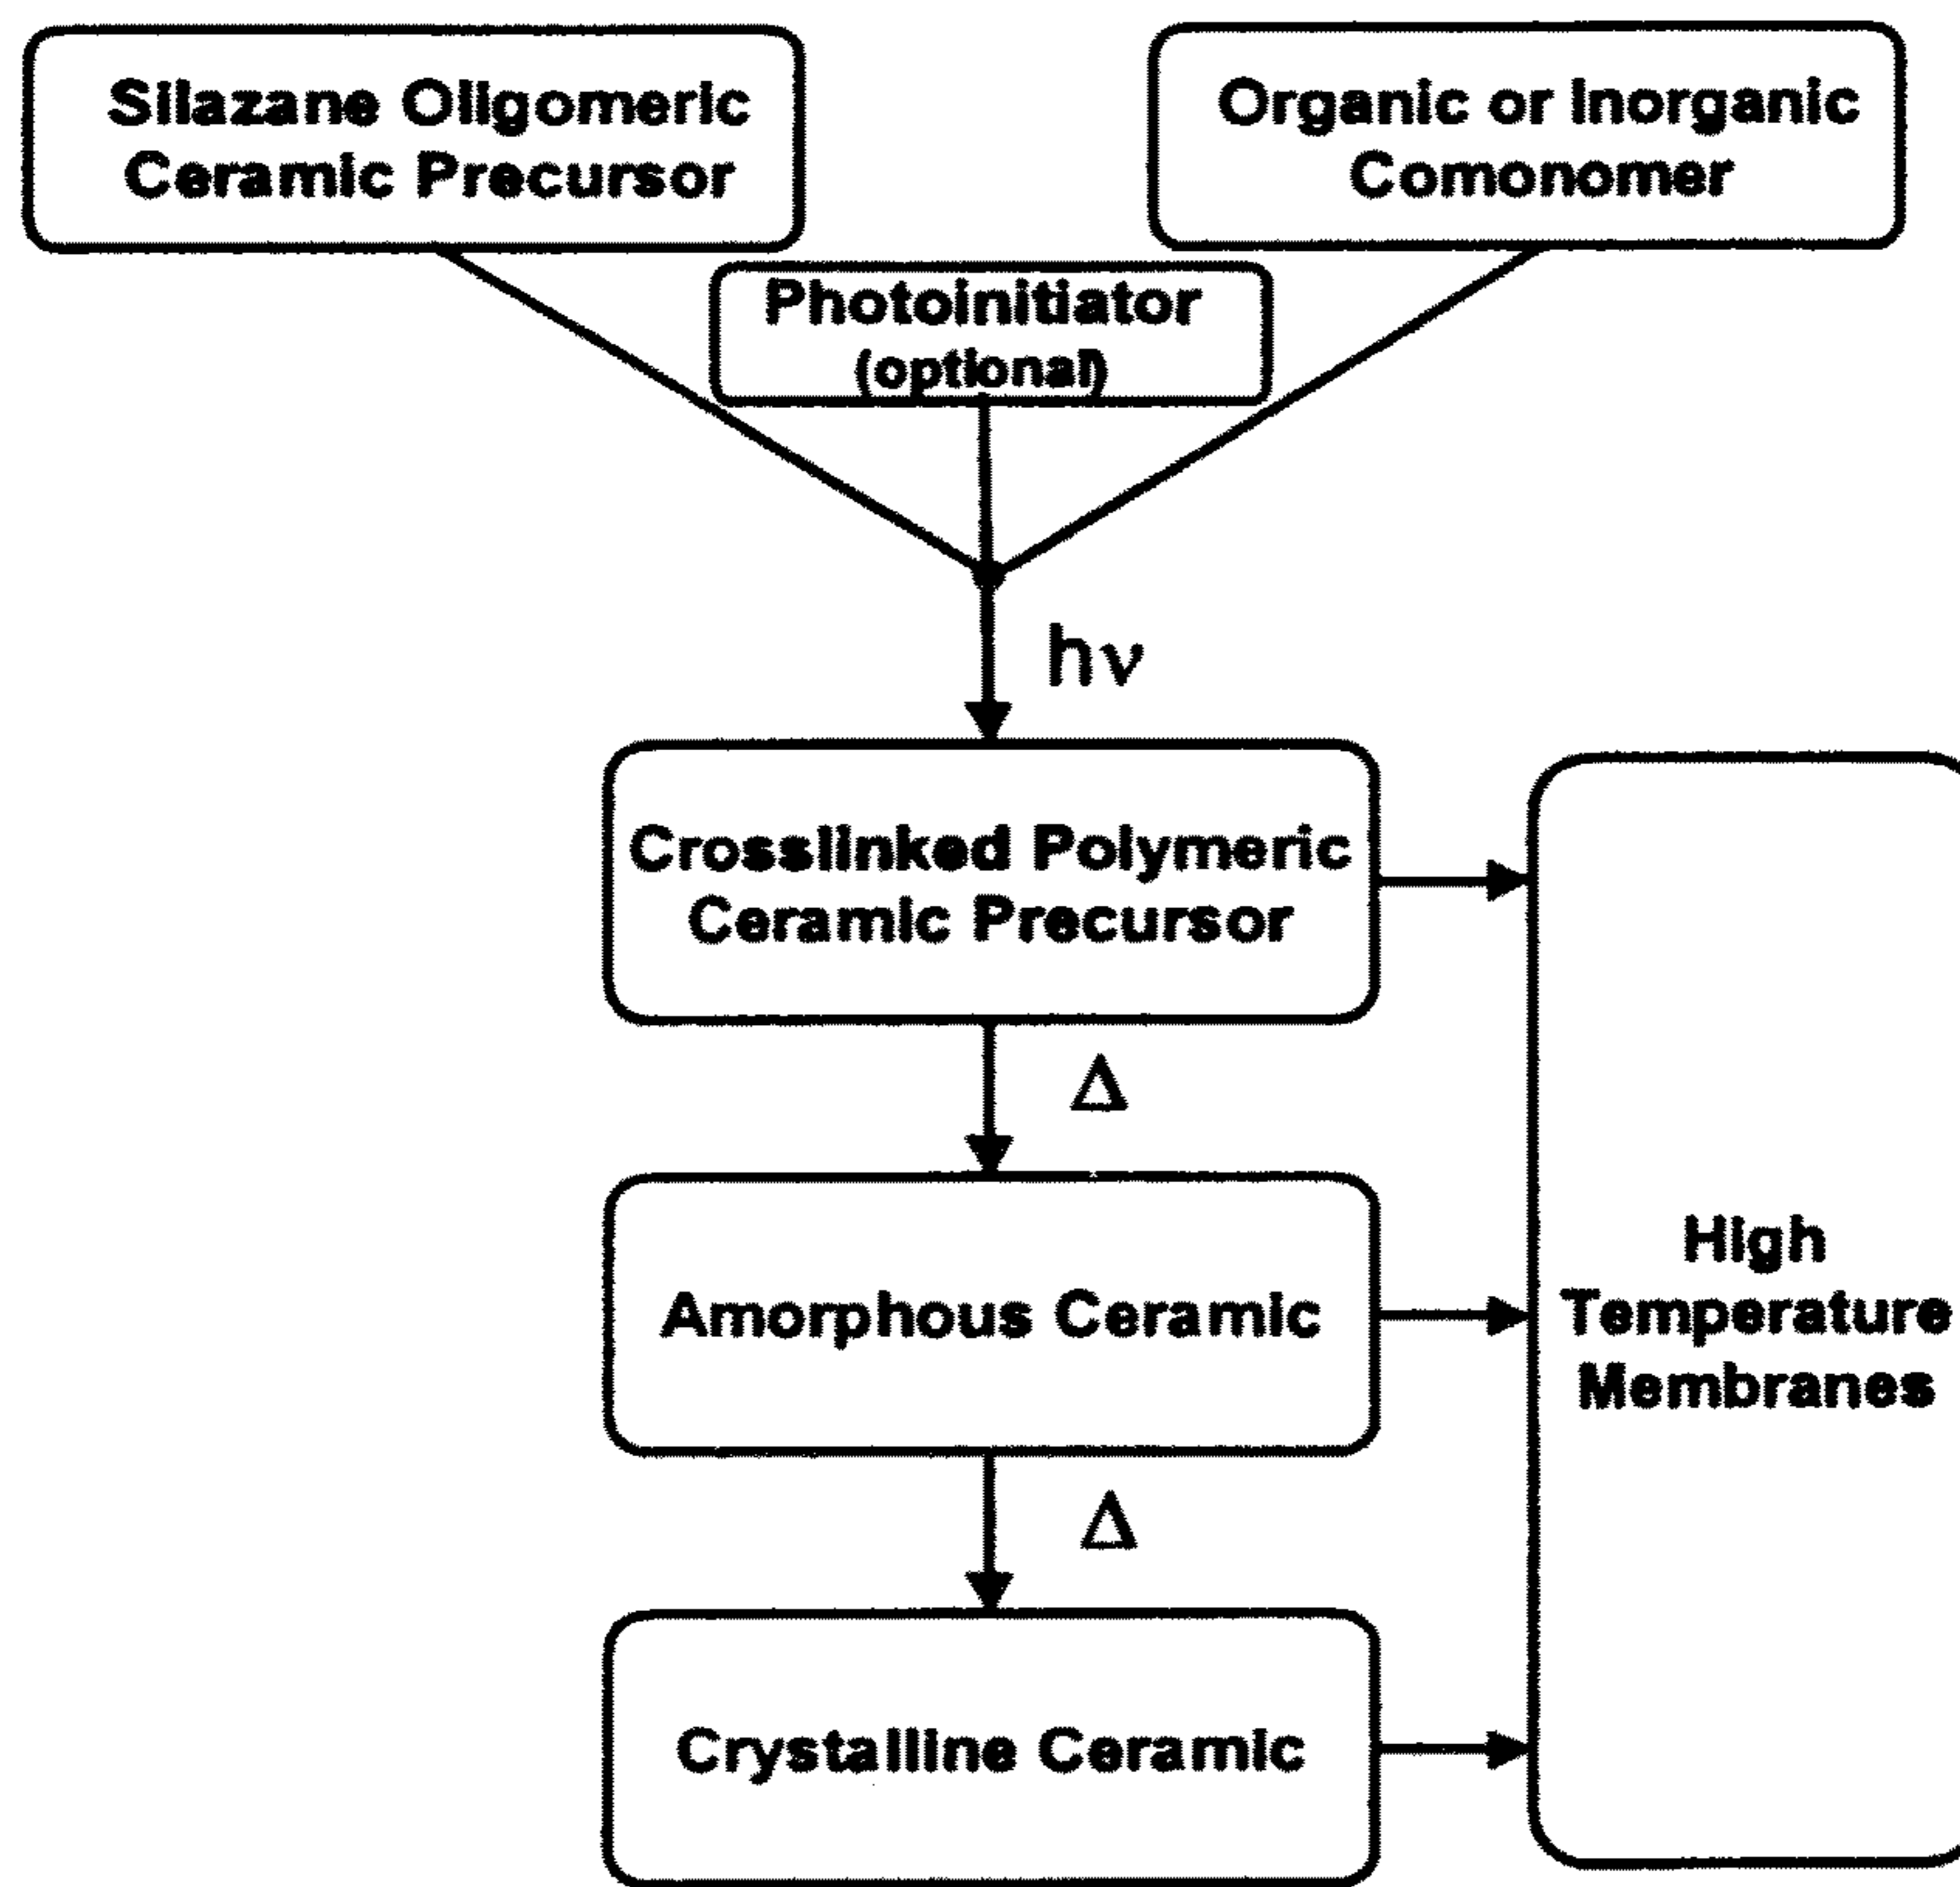 Silazane Oligomeric
Ceramic Precursor
Organic or Inorganic
Comonomer
Photoinitiator
(optional)
hν
Crosslinked Polymeric
Ceramic Precursor
Δ
Amorphous Ceramic
High
Temperature
Membranes
Δ
Crystalline Ceramic